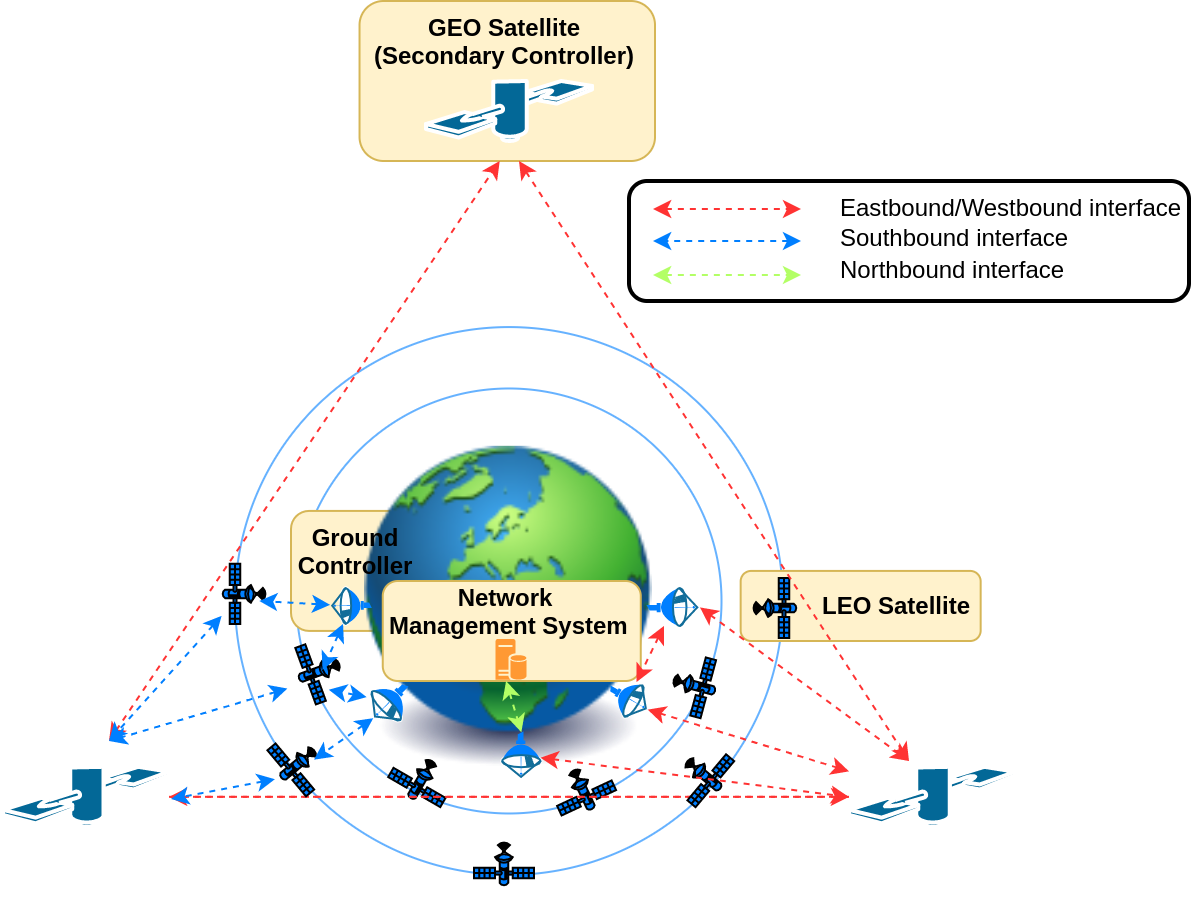 GEO Satellite
(Secondary Controller)
Eastbound/Westbound interface
Southbound interface
Northbound interface
Ground
Controller
Network
Management System
LEO Satellite